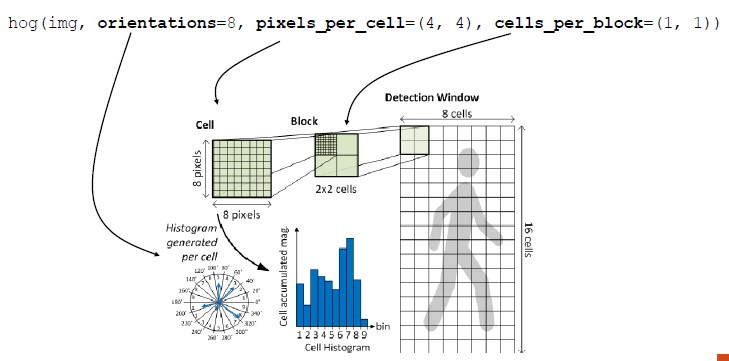 hog(img, orientations=8, pixels_per_cell=(4, 4), cells_per_block=(1, 1))
Detection Window
8 cells
Cell
Block
8 pixels
8 pixels
2x2 cells
16 cells
Histogram
generated
per cell
100° 80°
120° 60°
140° 40°
160° 20°
180° 0°
200° 340°
220° 320°
240° 300°
260° 280°
Cell accumulated mag.
bin
1 2 3 4 5 6 7 8 9
Cell Histogram